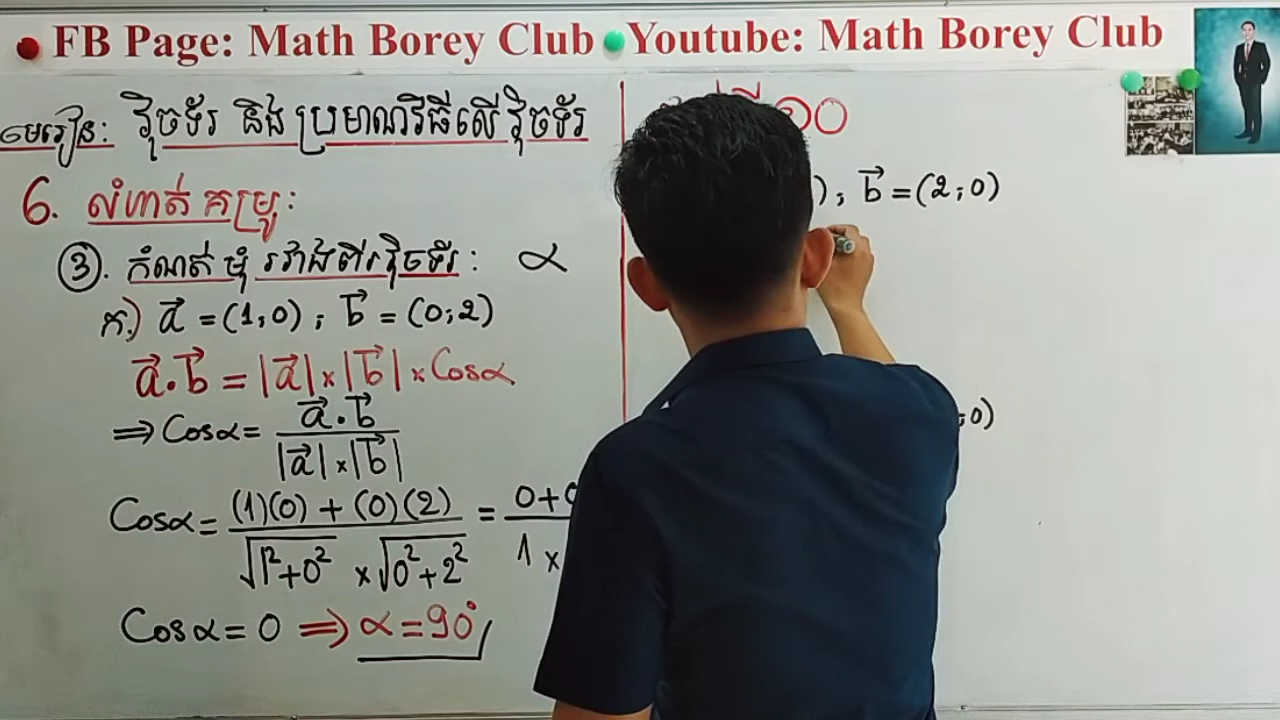 FB Page: Math Borey Club Youtube: Math Borey Club
មេរៀន: វ៉ិចទ័រ និង ប្រមាណវិធីលើ វ៉ិចទ័រ
6. លំហាត់ គម្រូ:
③. កំណត់ មុំ រវាងពីរវ៉ិចទ័រ: α
ក.) a⃗ = (1;0) ; b⃗ = (0;2)
a⃗ . b⃗ = |a⃗| × |b⃗| × Cosα
⇒ Cosα = a⃗ . b⃗ / |a⃗| × |b⃗|
Cosα = (1)(0) + (0)(2) / √1²+0² × √0²+2² = 0+ / 1 ×
Cosα = 0 ⇒ α = 90°
១០
) ; b⃗ = (2;0)
;0)